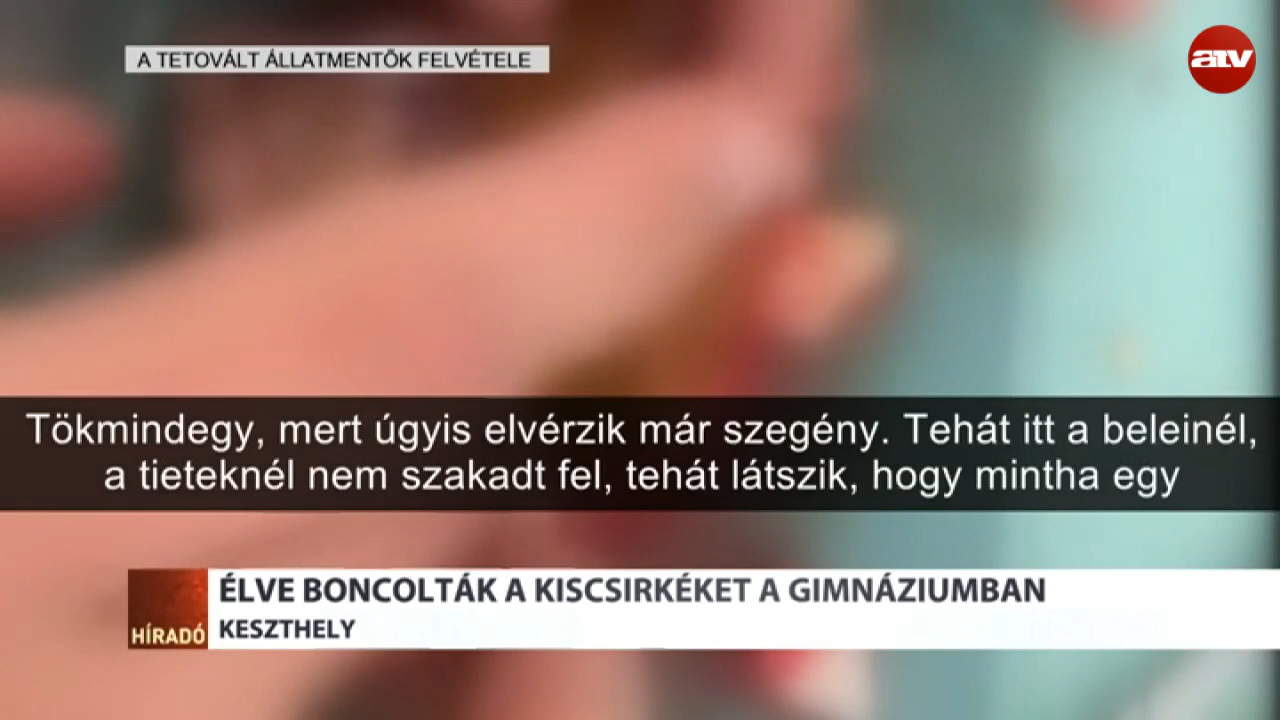 A TETOVÁLT ÁLLATMENTŐK FELVÉTELE
atv
Tökmindegy, mert úgyis elvérzik már szegény. Tehát itt a beleinél,
a tieteknél nem szakadt fel, tehát látszik, hogy mintha egy
ÉLVE BONCOLTÁK A KISCSIRKÉKET A GIMNÁZIUMBAN
HÍRADÓ
KESZTHELY